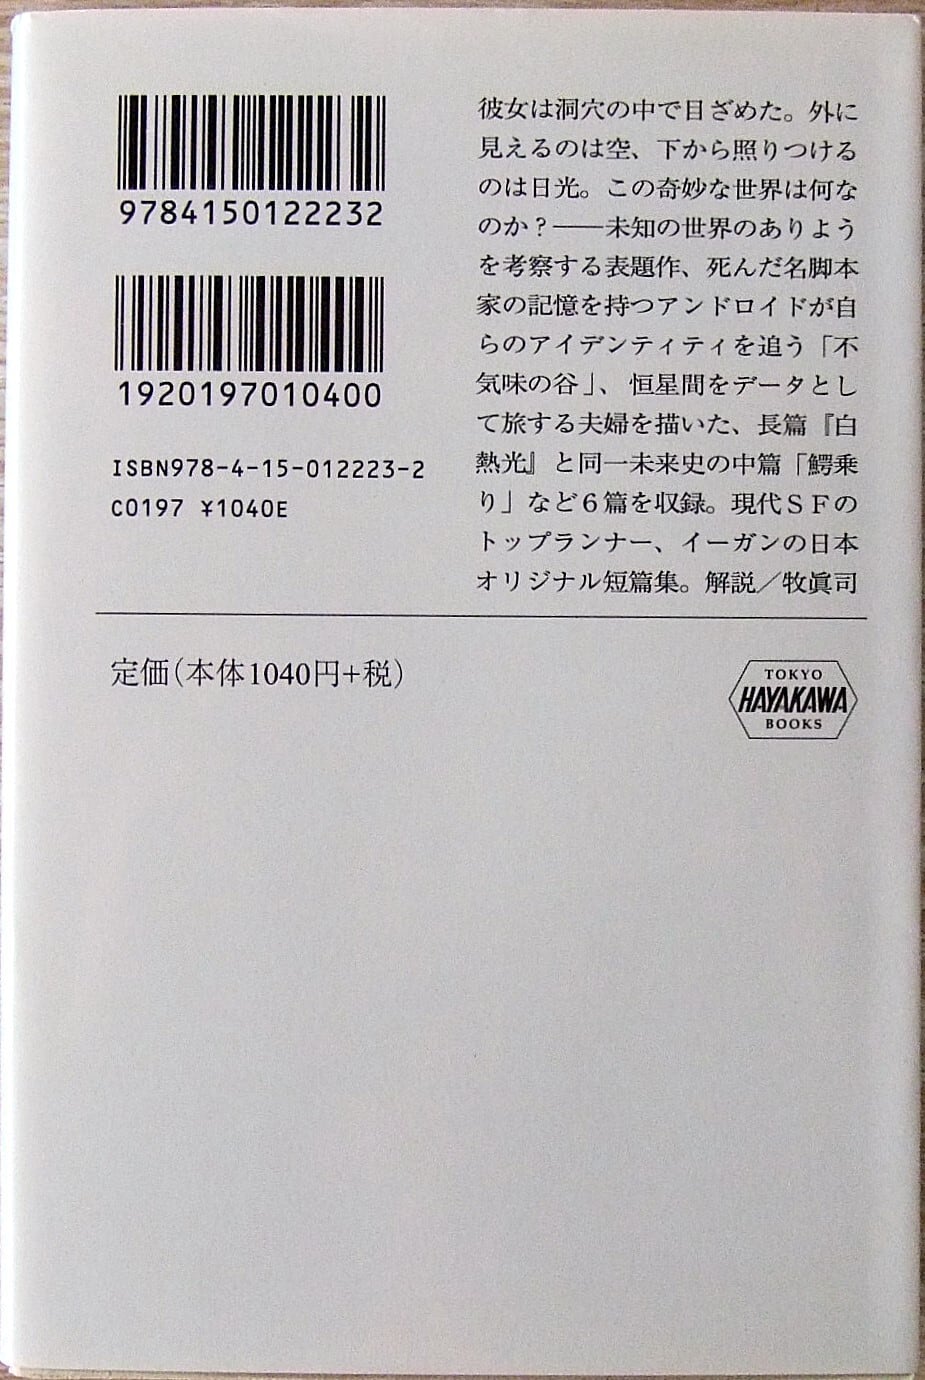 9784150122232
1920197010400
ISBN978-4-15-012223-2
C0197 ¥1040E
彼女は洞穴の中で目ざめた。外に
見えるのは空、下から照りつける
のは日光。この奇妙な世界は何な
のか?――未知の世界のありよう
を考察する表題作、死んだ名脚本
家の記憶を持つアンドロイドが自
らのアイデンティティを追う「不
気味の谷」、恒星間をデータとし
て旅する夫婦を描いた、長篇『白
熱光』と同一未来史の中篇「鰐乗
り」など6篇を収録。現代SFの
トップランナー、イーガンの日本
オリジナル短篇集。解説/牧眞司
定価(本体1040円+税)
TOKYO
HAYAKAWA
BOOKS